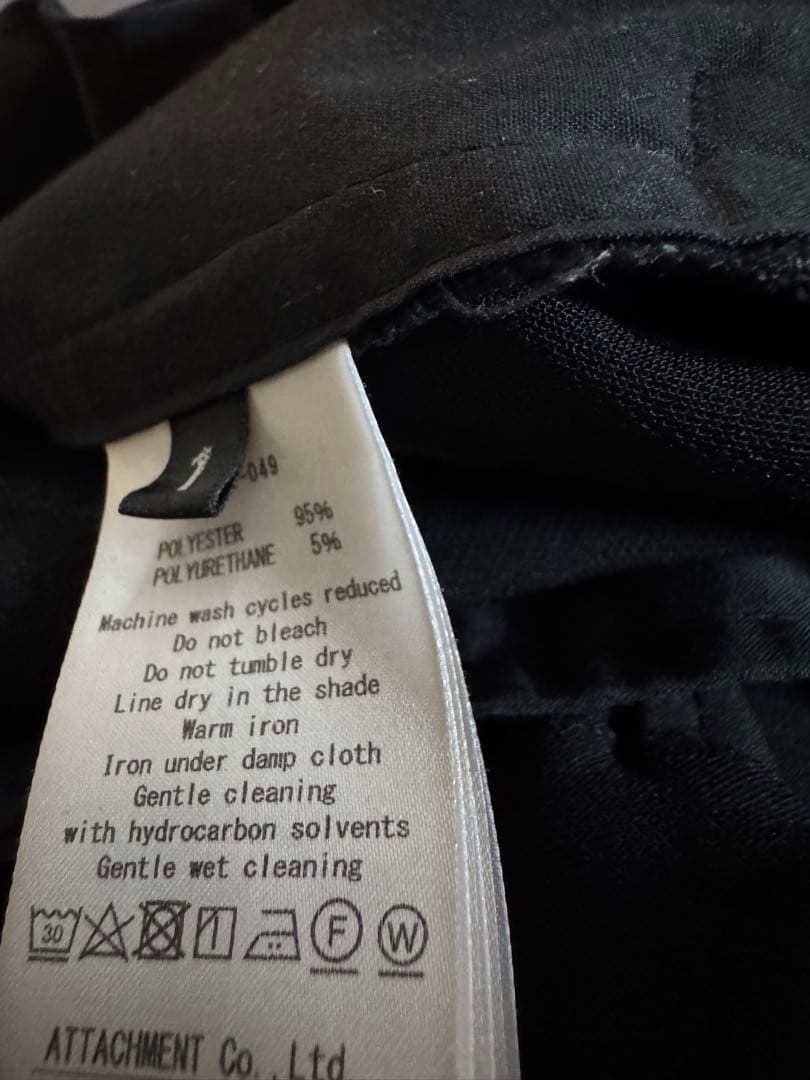 -049
POLYESTER 95%
POLYURETHANE 5%
Machine wash cycles reduced
Do not bleach
Do not tumble dry
Line dry in the shade
Warm iron
Iron under damp cloth
Gentle cleaning
with hydrocarbon solvents
Gentle wet cleaning
30 F W
ATTACHMENT Co.,Ltd